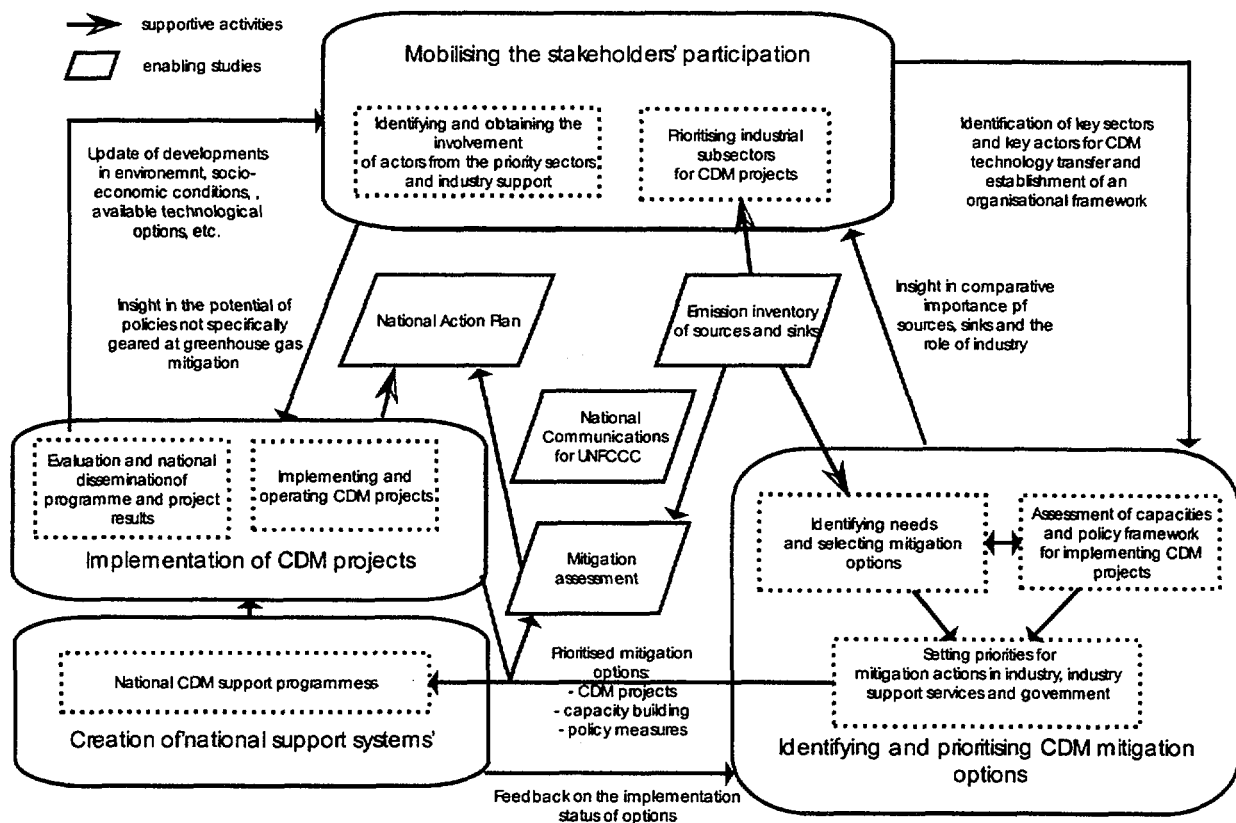 supportive activities
enabling studies
Mobilising the stakeholders' participation
Identifying and obtaining the
involvement
of actors from the priority sectors
and industry support
Prioritising industrial
subsectors
for CDM projects
Update of developments
in environemnt, socio-
economic conditions, ,
available technological
options, etc.
Identification of key sectors
and key actors for CDM
technology transfer and
establishment of an
organisational framework
Insight in the potential of
policies not specifically
geared at greenhouse gas
mitigation
National Action Plan
Emission inventory
of sources and sinks
Insight in comparative
importance pf
sources, sinks and the
role of industry
National
Communications
for UNFCCC
Evaluation and national
disseminationof
programme and project
results
Implementing and
operating CDM projects
Implementation of CDM projects
Mitigation
assessment
Identifying needs
and selecting mitigation
options
Assessment of capacities
and policy framework
for implementing CDM
projects
Setting priorities for
mitigation actions in industry, industry
support services and government
Identifying and prioritising CDM mitigation
options
National CDM support programmess
Creation of'national support systems'
Prioritised mitigation
options:
- CDM projects
- capacity building
- policy measures
Feedback on the implementation
status of options